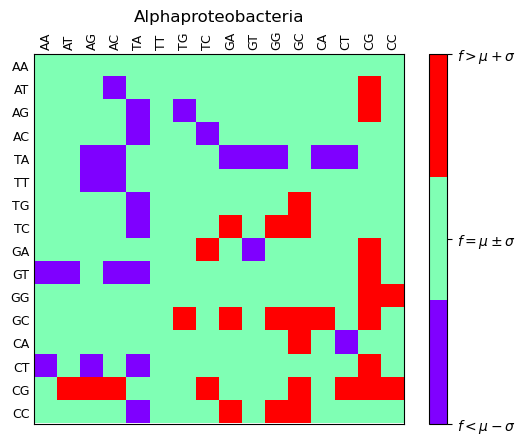 Alphaproteobacteria
AA AT AG AC TA TT TG TC GA GT GG GC CA CT CG CC
f > μ + σ
AA
AT
AG
AC
TA
TT
TG
TC
f = μ ± σ
GA
GT
GG
GC
CA
CT
CG
CC
f < μ − σ